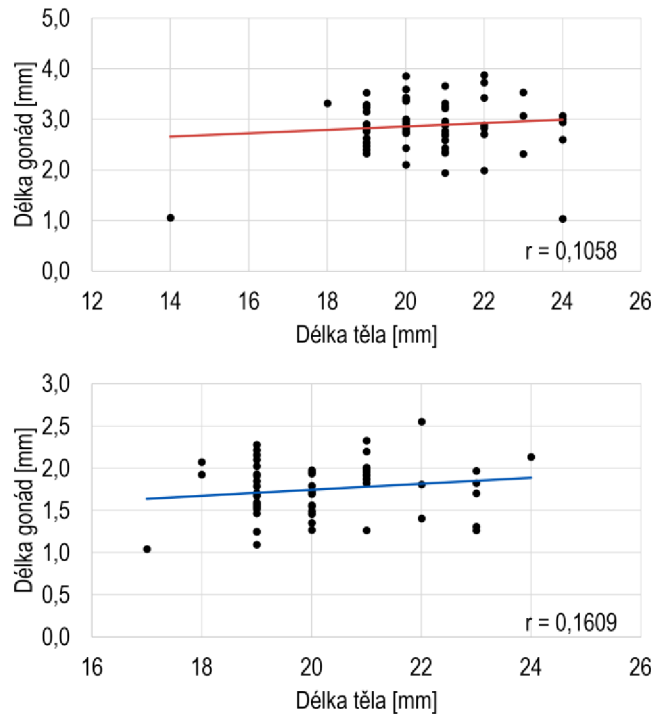 5,0
4,0
3,0
2,0
1,0
0,0
Délka gonád [mm]
r = 0,1058
12 14 16 18 20 22 24 26
Délka těla [mm]
3,0
2,5
2,0
1,5
1,0
0,5
0,0
Délka gonád [mm]
r = 0,1609
16 18 20 22 24 26
Délka těla [mm]